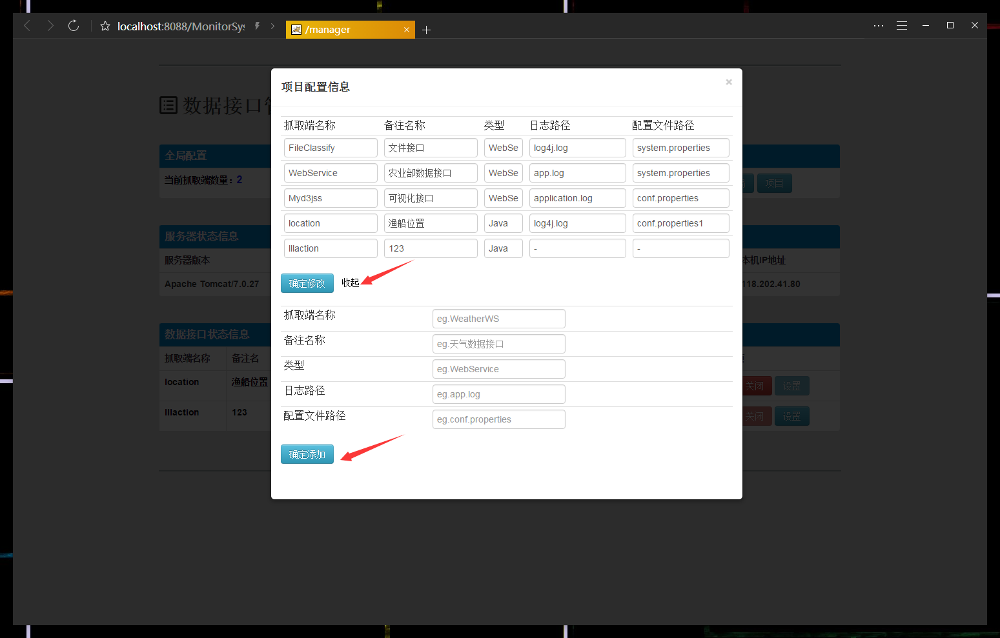 localhost:8088/MonitorSy
/manager
项目配置信息
数据接口
抓取端名称 备注名称 类型 日志路径 配置文件路径
FileClassify 文件接口 WebSe log4j.log system.properties
全局配置
WebService 农业部数据接口 WebSe app.log system.properties
当前抓取端数量：2
项目
Myd3jss 可视化接口 WebSe application.log conf.properties
location 渔船位置 Java log4j.log conf.properties1
服务器状态信息
Illaction 123 Java - -
服务器版本
本机IP地址
确定修改 收起
Apache Tomcat/7.0.27
118.202.41.80
抓取端名称 eg.WeatherWS
数据接口状态信息
备注名称 eg.天气数据接口
抓取端名称 备注名
类型 eg.WebService
location 渔船位置
关闭 设置
日志路径 eg.app.log
Illaction 123
关闭 设置
配置文件路径 eg.conf.properties
确定添加